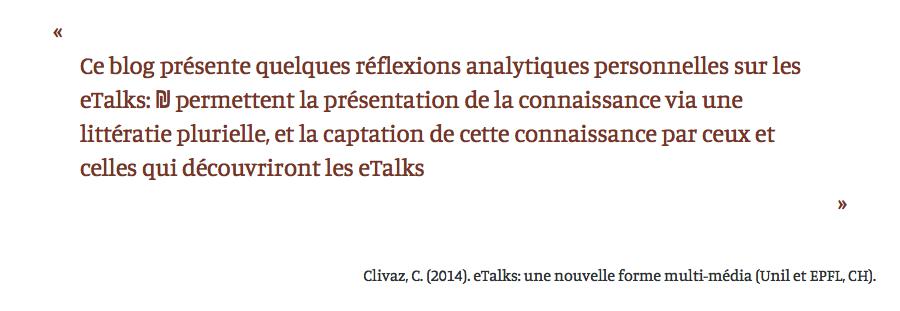 «
Ce blog présente quelques réflexions analytiques personnelles sur les
eTalks: ₪ permettent la présentation de la connaissance via une
littératie plurielle, et la captation de cette connaissance par ceux et
celles qui découvriront les eTalks
»
Clivaz, C. (2014). eTalks: une nouvelle forme multi-média (Unil et EPFL, CH).